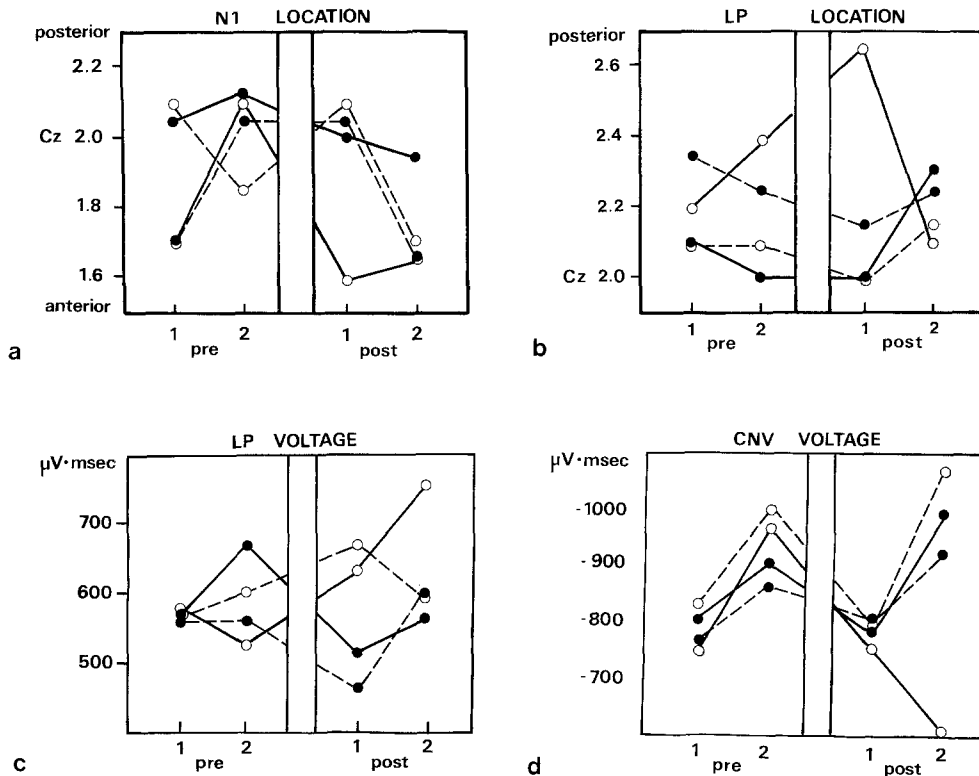 N1 LOCATION
posterior
2.2
Cz 2.0
1.8
1.6
anterior
1 2 1 2
pre post
a
LP LOCATION
posterior
2.6
2.4
2.2
Cz 2.0
1 2 1 2
pre post
b
LP VOLTAGE
µV·msec
700
600
500
1 2 1 2
pre post
c
CNV VOLTAGE
µV·msec
-1000
-900
-800
-700
1 2 1 2
pre post
d